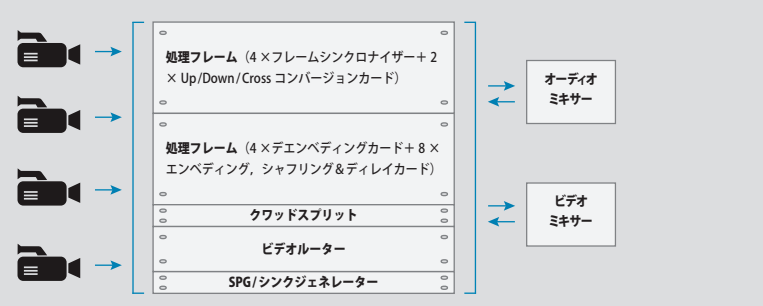 処理フレーム（4 ×フレームシンクロナイザー＋ 2
× Up/Down/Cross コンバージョンカード）
処理フレーム（4 ×デエンベディングカード＋ 8 ×
エンベディング，シャフリング＆ディレイカード）
クワッドスプリット
ビデオルーター
SPG/シンクジェネレーター
オーディオ
ミキサー
ビデオ
ミキサー